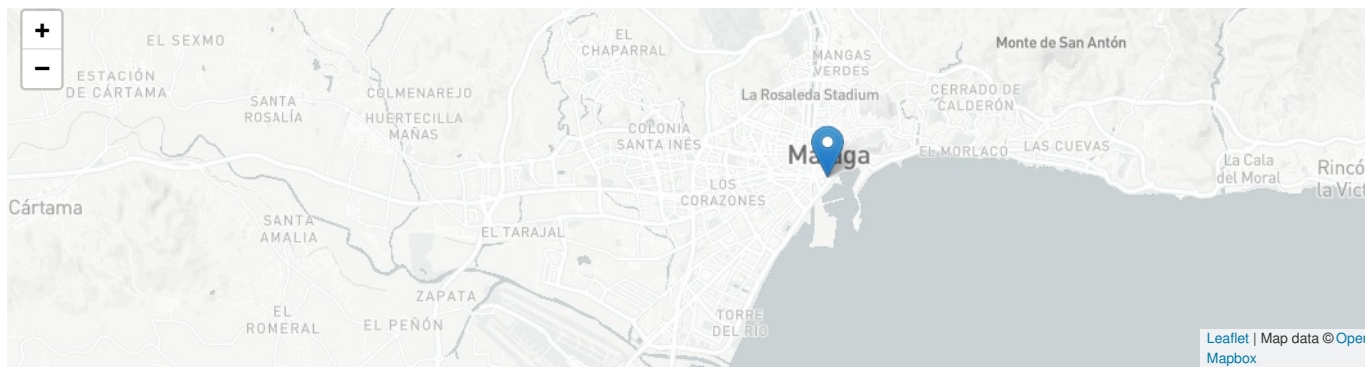 +
−
EL SEXMO
ESTACIÓN
DE CÁRTAMA
SANTA
ROSALÍA
COLMENAREJO
HUERTECILLA
MAÑAS
EL
CHAPARRAL
COLONIA
SANTA INÉS
MANGAS
VERDES
La Rosaleda Stadium
Monte de San Antón
CERRADO DE
CALDERÓN
EL MORLACO
LAS CUEVAS
La Cala
del Moral
Rincó
la Vict
Cártama
SANTA
AMALIA
EL TARAJAL
LOS
CORAZONES
ZAPATA
EL
ROMERAL
EL PEÑÓN
TORRE
DEL RÍO
Leaflet | Map data © Open
Mapbox